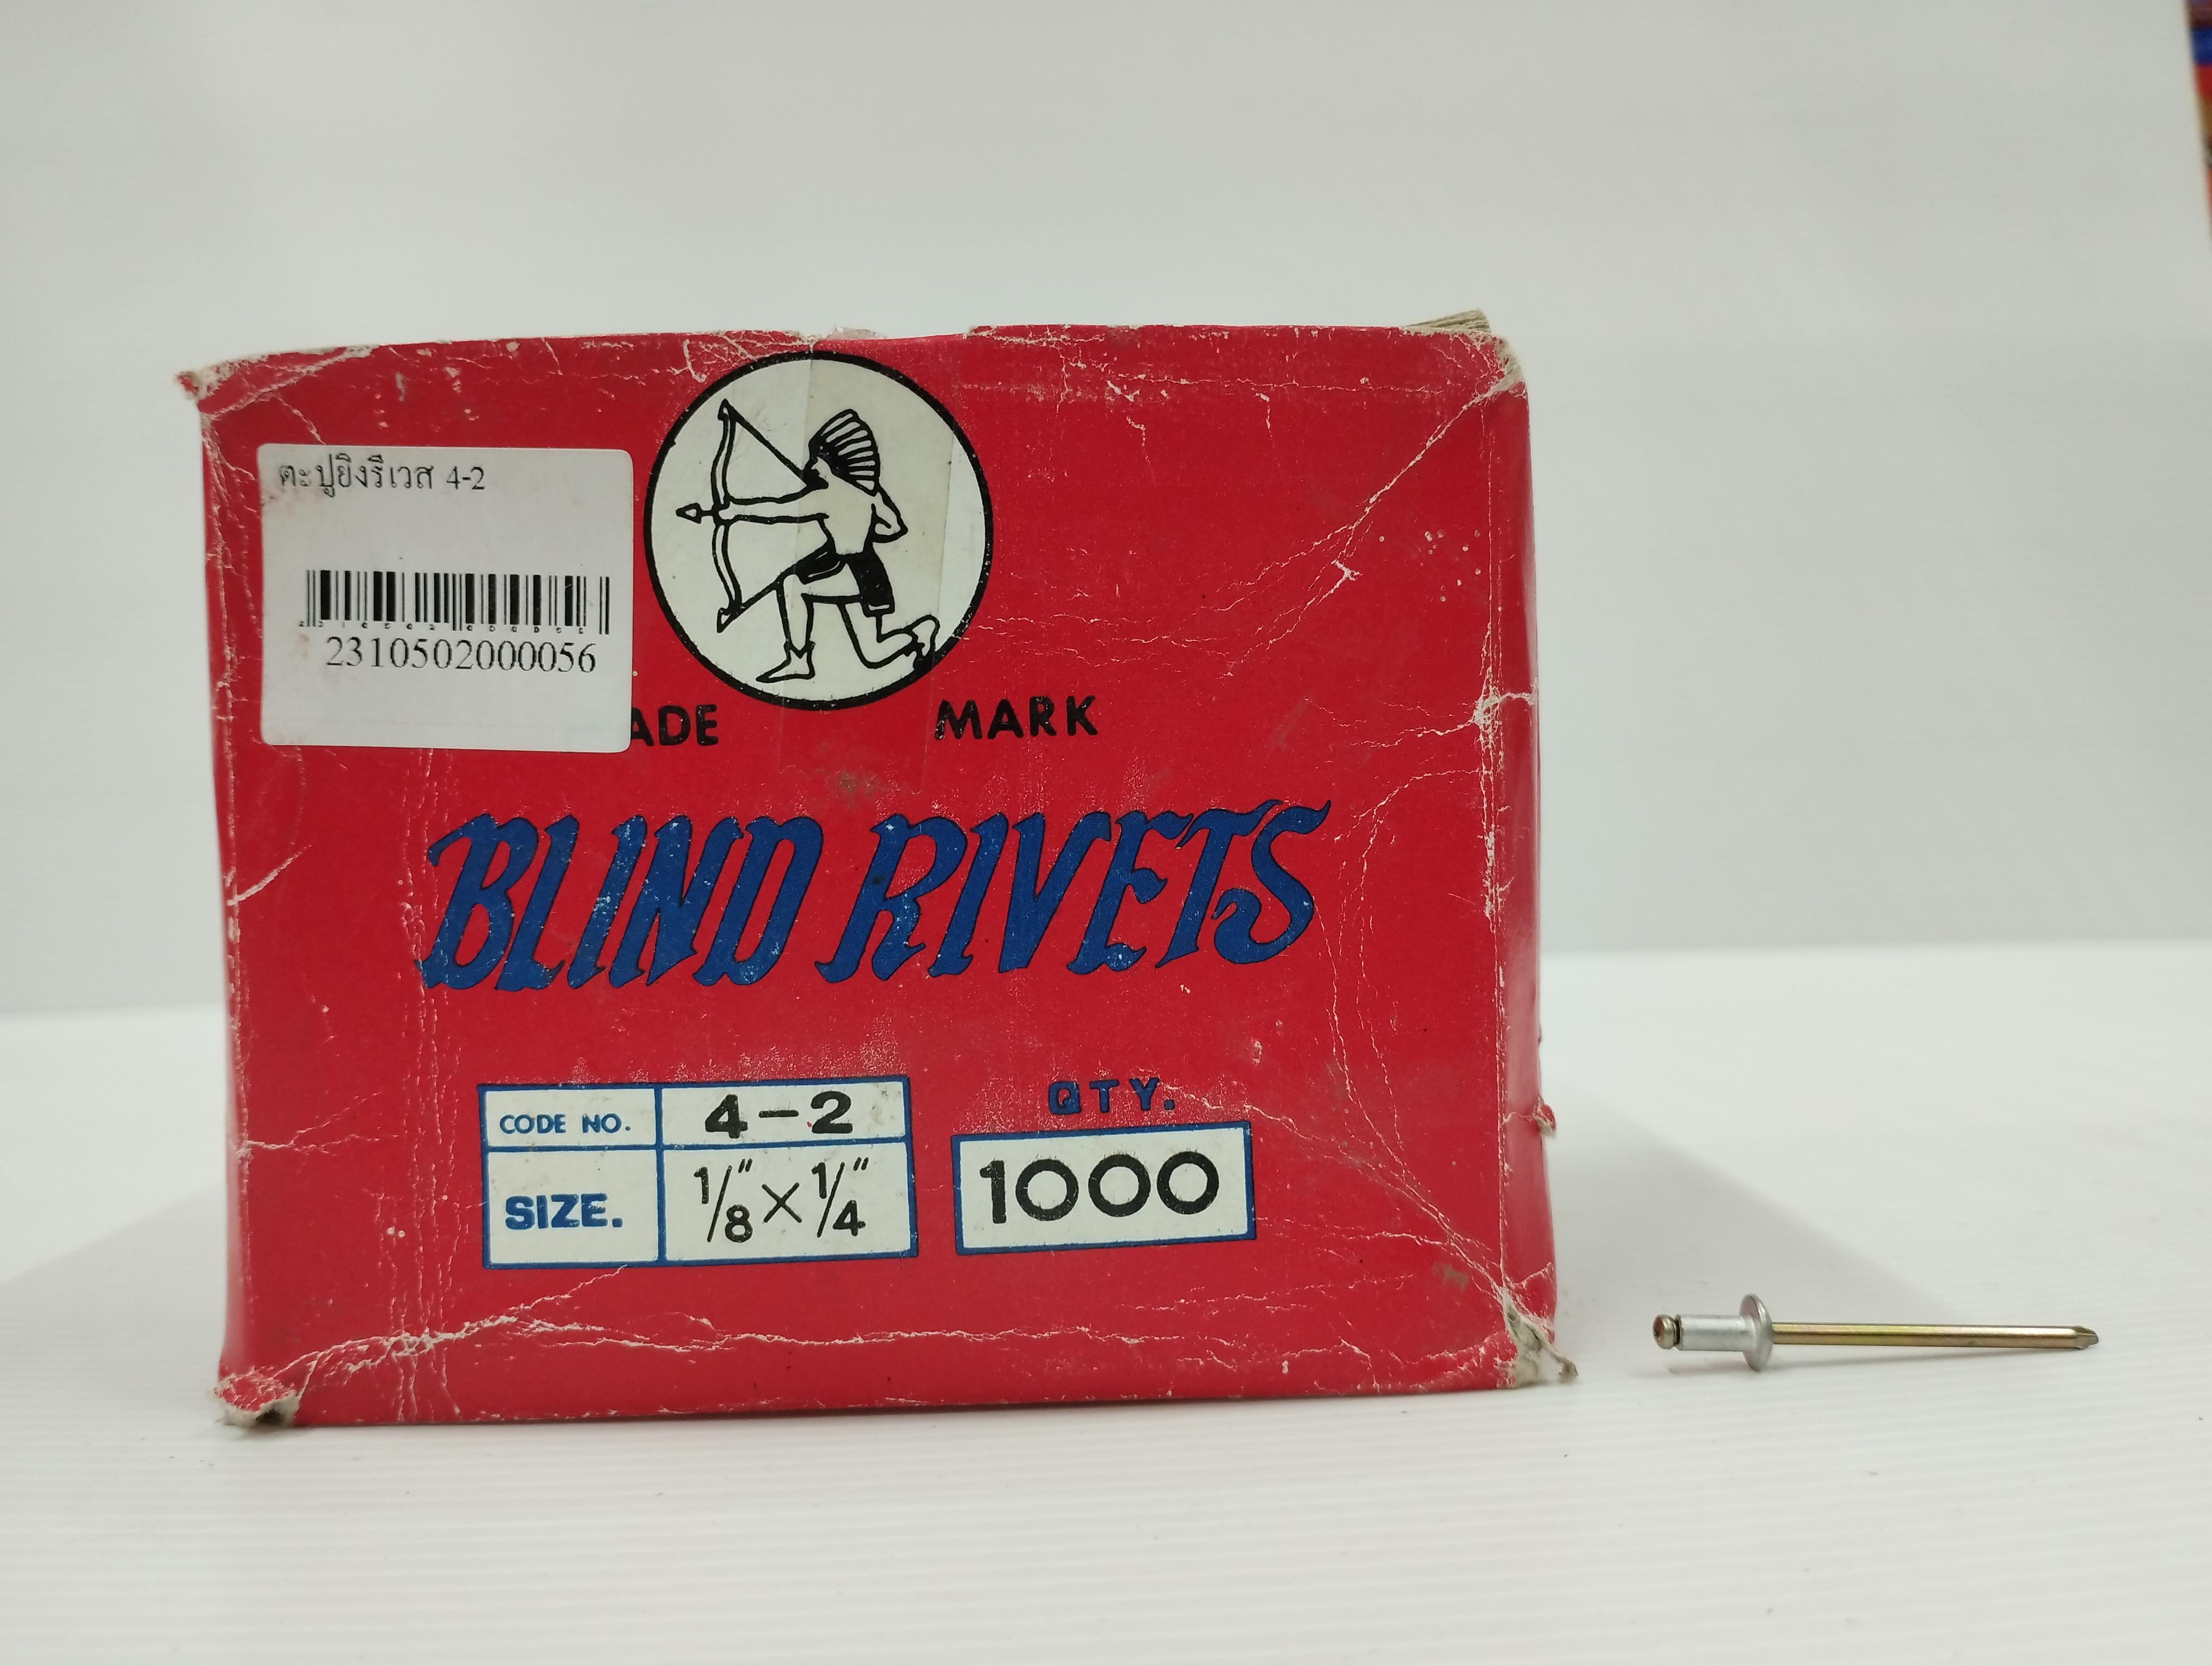 ตะปูยิงรีเวส 4-2
2310502000056
ADE MARK
BLIND RIVETS
CODE NO. 4-2
QTY.
SIZE. 1/8" × 1/4"
1000